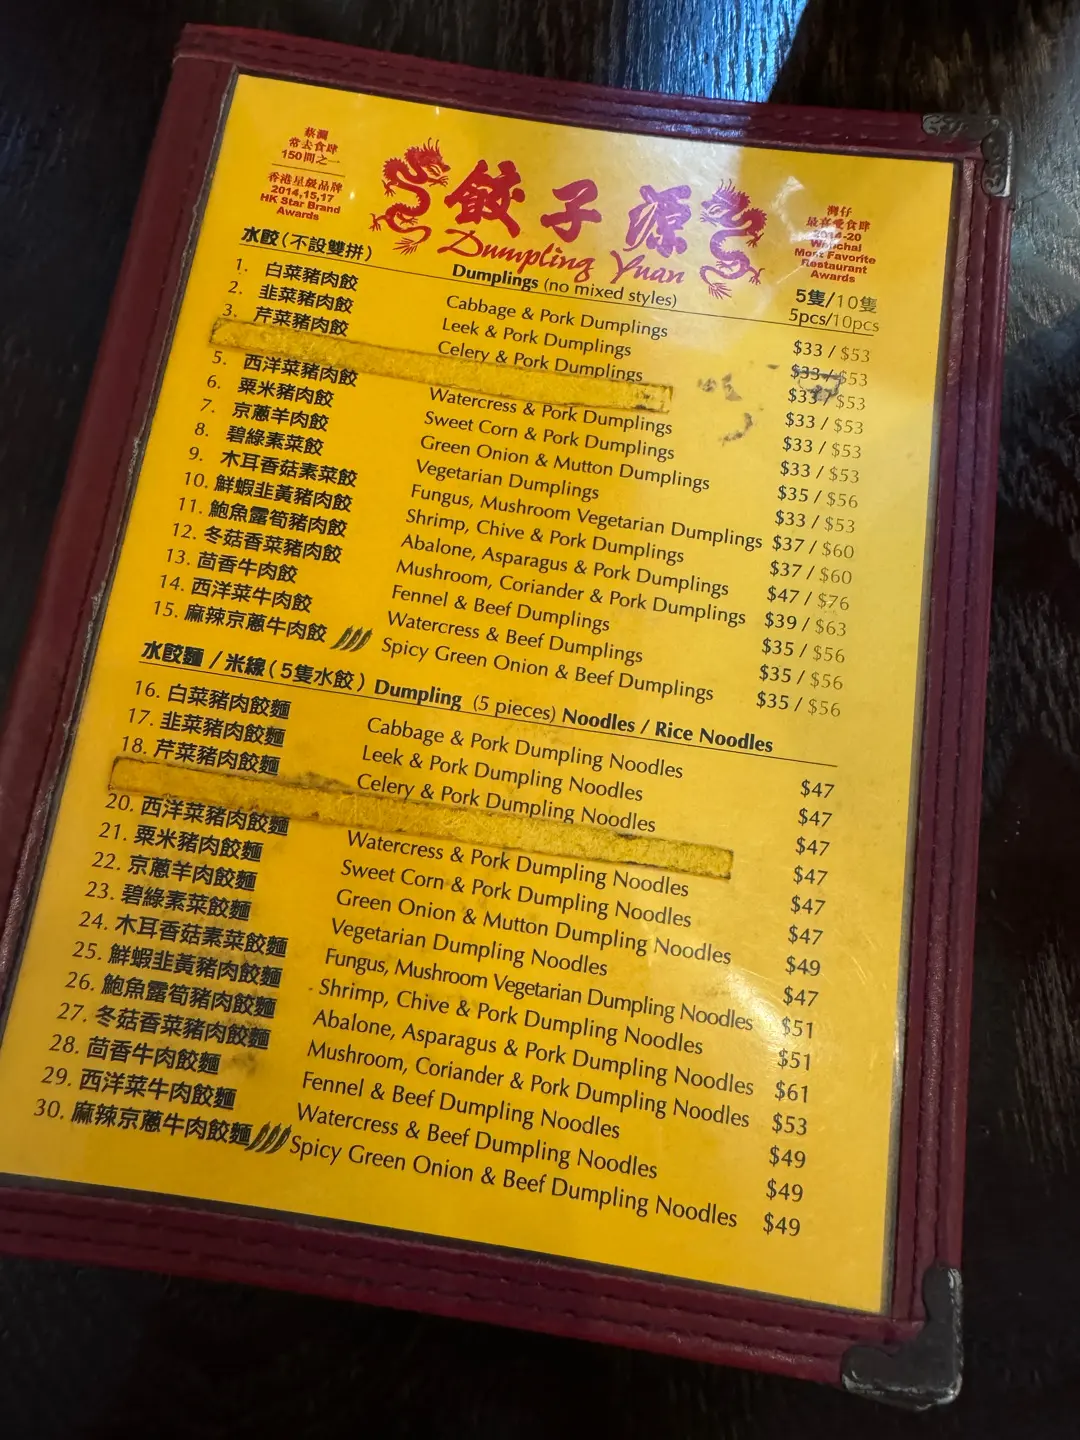 蔡瀾
常去食肆
150間之一
香港星級品牌
2014,15,17
HK Star Brand
Awards
餃子源
Dumpling Yuan
灣仔
最喜愛食肆
2014-20
Wanchai
Most Favorite
Restaurant
Awards
水餃(不設雙拼) Dumplings (no mixed styles) 5隻/10隻
5pcs/10pcs
1. 白菜豬肉餃 Cabbage & Pork Dumplings $33 / $53
2. 韭菜豬肉餃 Leek & Pork Dumplings $33 / $53
3. 芹菜豬肉餃 Celery & Pork Dumplings $33 / $53
$33 / $53
5. 西洋菜豬肉餃 Watercress & Pork Dumplings $33 / $53
6. 粟米豬肉餃 Sweet Corn & Pork Dumplings $33 / $53
7. 京蔥羊肉餃 Green Onion & Mutton Dumplings $35 / $56
8. 碧綠素菜餃 Vegetarian Dumplings $33 / $53
9. 木耳香菇素菜餃 Fungus, Mushroom Vegetarian Dumplings $37 / $60
10. 鮮蝦韭黃豬肉餃 Shrimp, Chive & Pork Dumplings $37 / $60
11. 鮑魚露筍豬肉餃 Abalone, Asparagus & Pork Dumplings $47 / $76
12. 冬菇香菜豬肉餃 Mushroom, Coriander & Pork Dumplings $39 / $63
13. 茴香牛肉餃 Fennel & Beef Dumplings $35 / $56
14. 西洋菜牛肉餃 Watercress & Beef Dumplings $35 / $56
15. 麻辣京蔥牛肉餃 Spicy Green Onion & Beef Dumplings $35 / $56
水餃麵 / 米線(5隻水餃) Dumpling (5 pieces) Noodles / Rice Noodles
16. 白菜豬肉餃麵 Cabbage & Pork Dumpling Noodles $47
17. 韭菜豬肉餃麵 Leek & Pork Dumpling Noodles $47
18. 芹菜豬肉餃麵 Celery & Pork Dumpling Noodles $47
$47
20. 西洋菜豬肉餃麵 Watercress & Pork Dumpling Noodles $47
21. 粟米豬肉餃麵 Sweet Corn & Pork Dumpling Noodles $47
22. 京蔥羊肉餃麵 Green Onion & Mutton Dumpling Noodles $49
23. 碧綠素菜餃麵 Vegetarian Dumpling Noodles $47
24. 木耳香菇素菜餃麵 Fungus, Mushroom Vegetarian Dumpling Noodles $51
25. 鮮蝦韭黃豬肉餃麵 Shrimp, Chive & Pork Dumpling Noodles $51
26. 鮑魚露筍豬肉餃麵 Abalone, Asparagus & Pork Dumpling Noodles $61
27. 冬菇香菜豬肉餃麵 Mushroom, Coriander & Pork Dumpling Noodles $53
28. 茴香牛肉餃麵 Fennel & Beef Dumpling Noodles $49
29. 西洋菜牛肉餃麵 Watercress & Beef Dumpling Noodles $49
30. 麻辣京蔥牛肉餃麵 Spicy Green Onion & Beef Dumpling Noodles $49